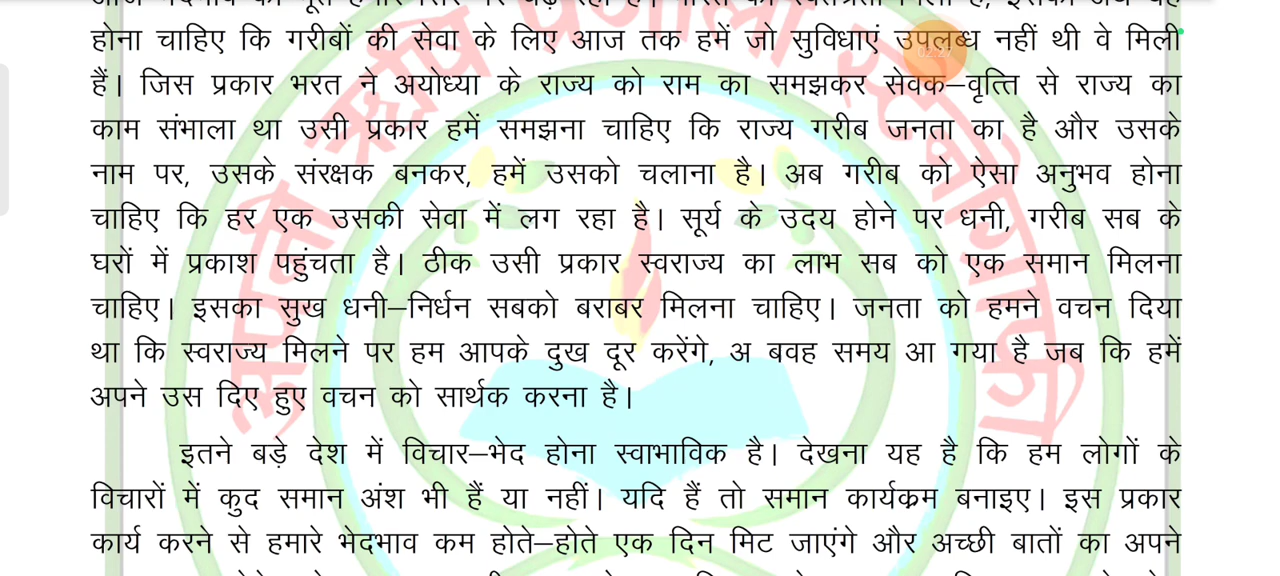 होना चाहिए कि गरीबों की सेवा के लिए आज तक हमें जो सुविधाएं उपलब्ध नहीं थी वे मिली
हैं। जिस प्रकार भरत ने अयोध्या के राज्य को राम का समझकर सेवक–वृत्ति से राज्य का
काम संभाला था उसी प्रकार हमें समझना चाहिए कि राज्य गरीब जनता का है और उसके
नाम पर, उसके संरक्षक बनकर, हमें उसको चलाना है। अब गरीब को ऐसा अनुभव होना
चाहिए कि हर एक उसकी सेवा में लग रहा है। सूर्य के उदय होने पर धनी, गरीब सब के
घरों में प्रकाश पहुंचता है। ठीक उसी प्रकार स्वराज्य का लाभ सब को एक समान मिलना
चाहिए। इसका सुख धनी–निर्धन सबको बराबर मिलना चाहिए। जनता को हमने वचन दिया
था कि स्वराज्य मिलने पर हम आपके दुख दूर करेंगे, अ बवह समय आ गया है जब कि हमें
अपने उस दिए हुए वचन को सार्थक करना है।
इतने बड़े देश में विचार–भेद होना स्वाभाविक है। देखना यह है कि हम लोगों के
विचारों में कुद समान अंश भी हैं या नहीं। यदि हैं तो समान कार्यक्रम बनाइए। इस प्रकार
कार्य करने से हमारे भेदभाव कम होते–होते एक दिन मिट जाएंगे और अच्छी बातों का अपने